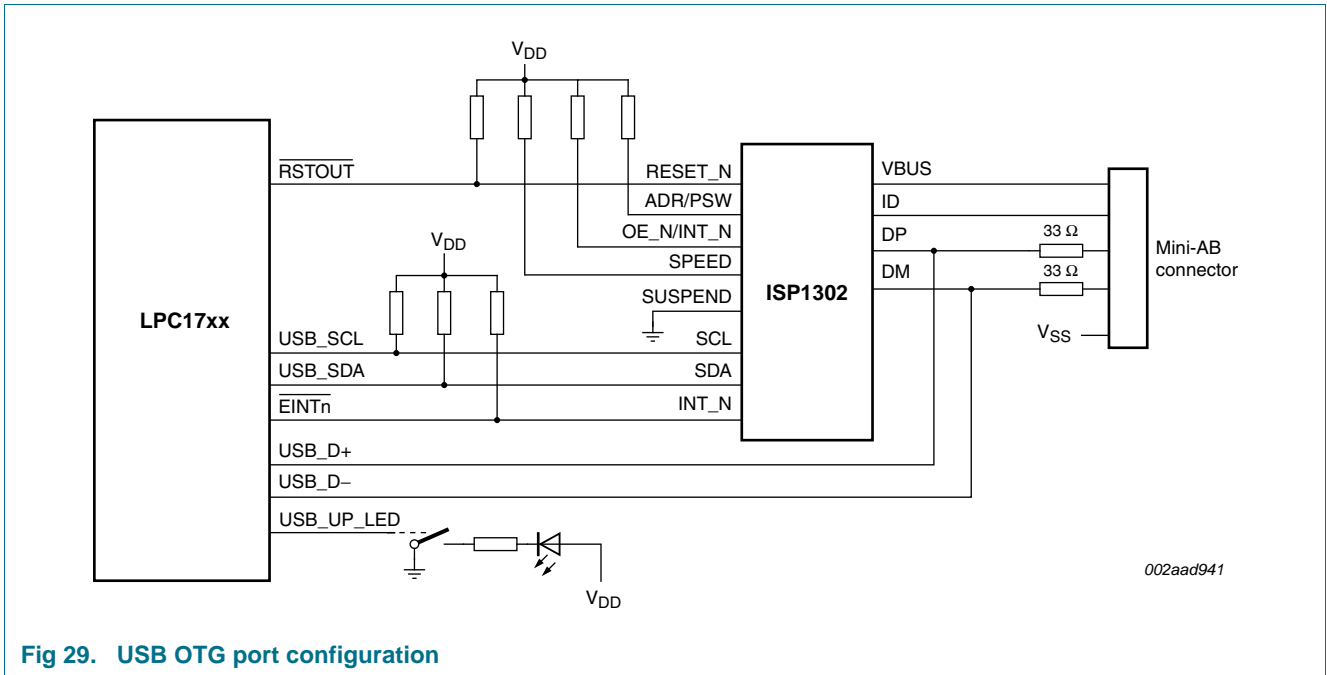 VDD
RSTOUT
RESET_N
VBUS
ADR/PSW
ID
OE_N/INT_N
DP
33 Ω
VDD
SPEED
DM
33 Ω
Mini-AB
connector
SUSPEND
ISP1302
LPC17xx
VSS
USB_SCL
SCL
USB_SDA
SDA
EINTn
INT_N
USB_D+
USB_D−
USB_UP_LED
VDD
002aad941
Fig 29. USB OTG port configuration